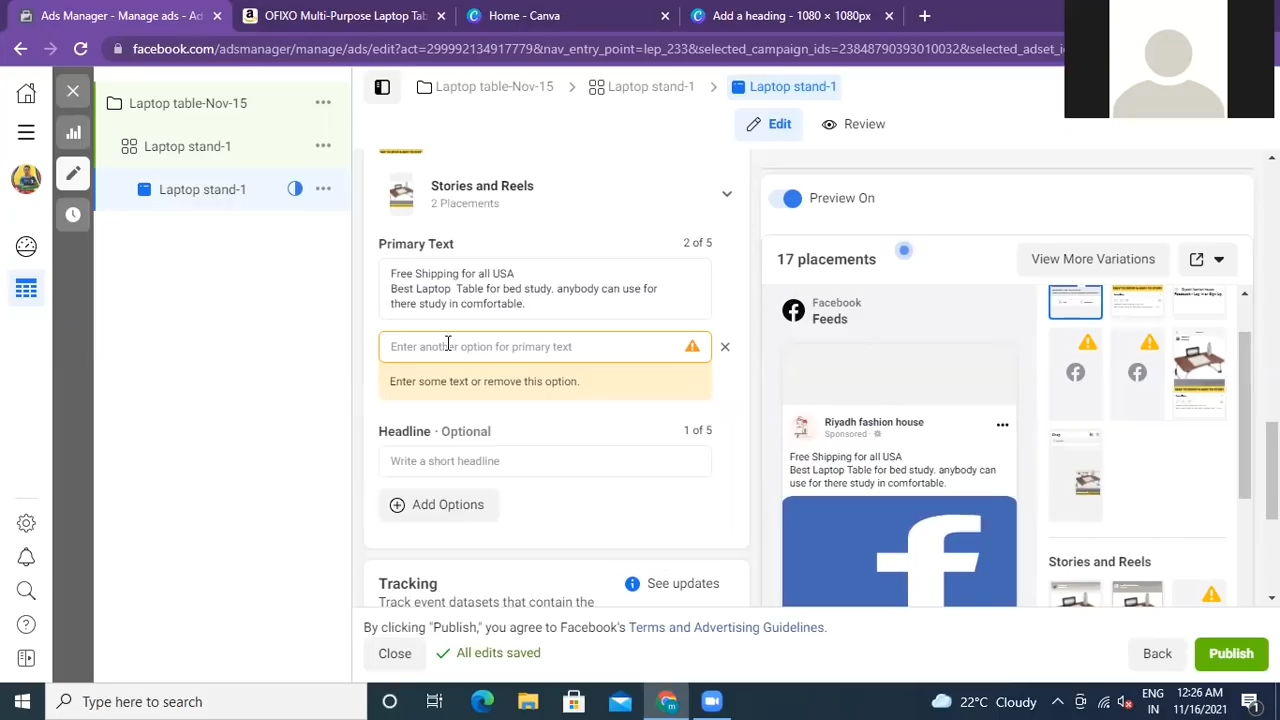 Ads Manager - Manage ads - Ad
OFIXO Multi-Purpose Laptop Tabl
Home - Canva
Add a heading - 1080 × 1080px
facebook.com/adsmanager/manage/ads/edit?act=299992134917779&nav_entry_point=lep_233&selected_campaign_ids=23848790393010032&selected_adset_i
Laptop table-Nov-15
Laptop stand-1
Laptop stand-1
Laptop table-Nov-15
Laptop stand-1
Laptop stand-1
Edit
Review
Stories and Reels
2 Placements
Primary Text
2 of 5
Free Shipping for all USA
Best Laptop Table for bed study. anybody can use for
there study in comfortable.
Enter another option for primary text
Enter some text or remove this option.
Headline · Optional
1 of 5
Write a short headline
Add Options
Tracking
See updates
Track event datasets that contain the
Preview On
17 placements
View More Variations
Facebook
Feeds
Riyadh fashion house
Sponsored
Free Shipping for all USA
Best Laptop Table for bed study. anybody can
use for there study in comfortable.
Stories and Reels
By clicking "Publish," you agree to Facebook's Terms and Advertising Guidelines.
Close
All edits saved
Back
Publish
Type here to search
22°C Cloudy
ENG
IN
12:26 AM
11/16/2021
1